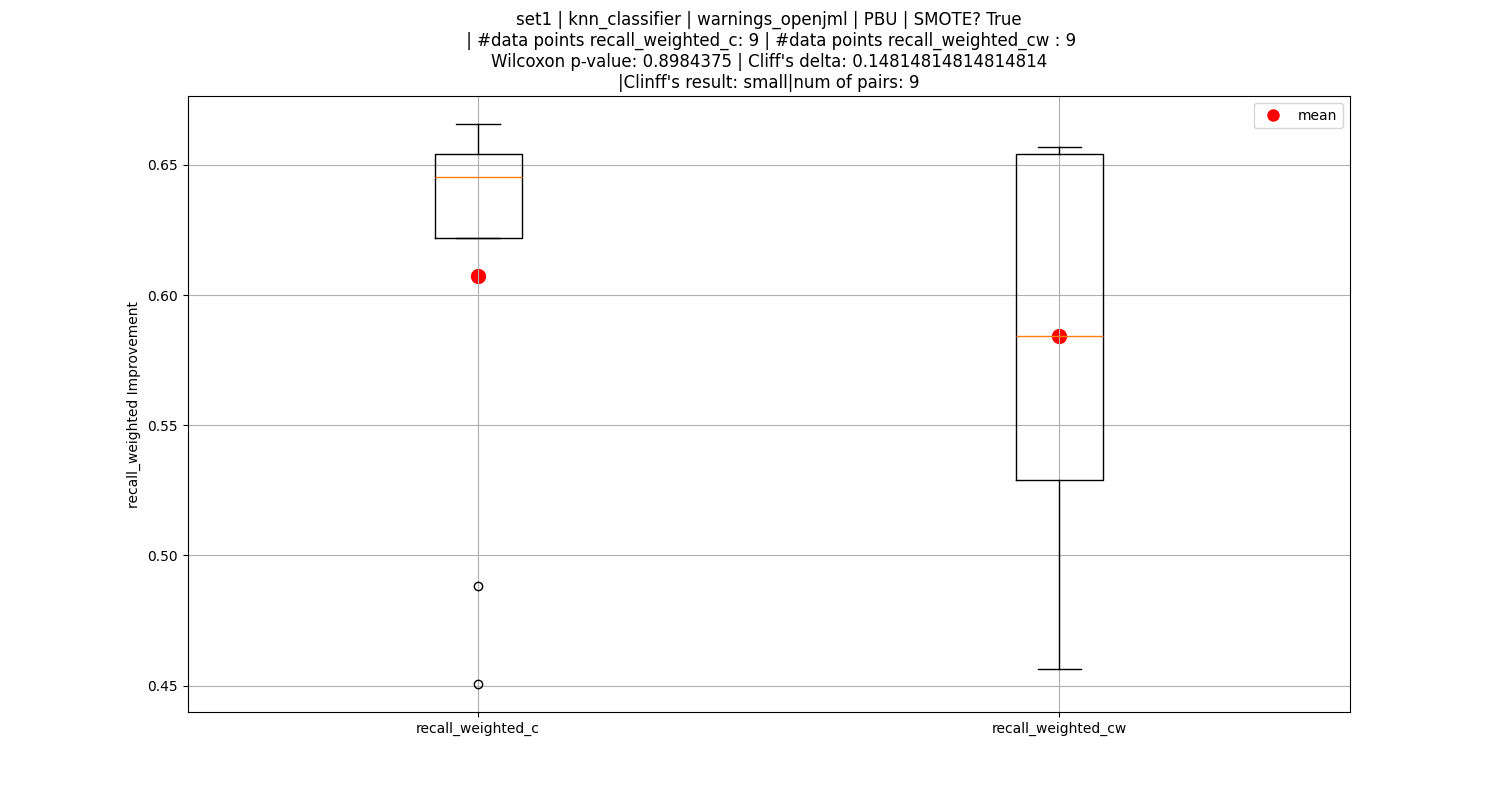 set1 | knn_classifier | warnings_openjml | PBU | SMOTE? True
| #data points recall_weighted_c: 9 | #data points recall_weighted_cw : 9
Wilcoxon p-value: 0.8984375 | Cliff's delta: 0.14814814814814814
|Clinff's result: small|num of pairs: 9
mean
0.65
0.60
0.55
0.50
0.45
recall_weighted Improvement
recall_weighted_c
recall_weighted_cw